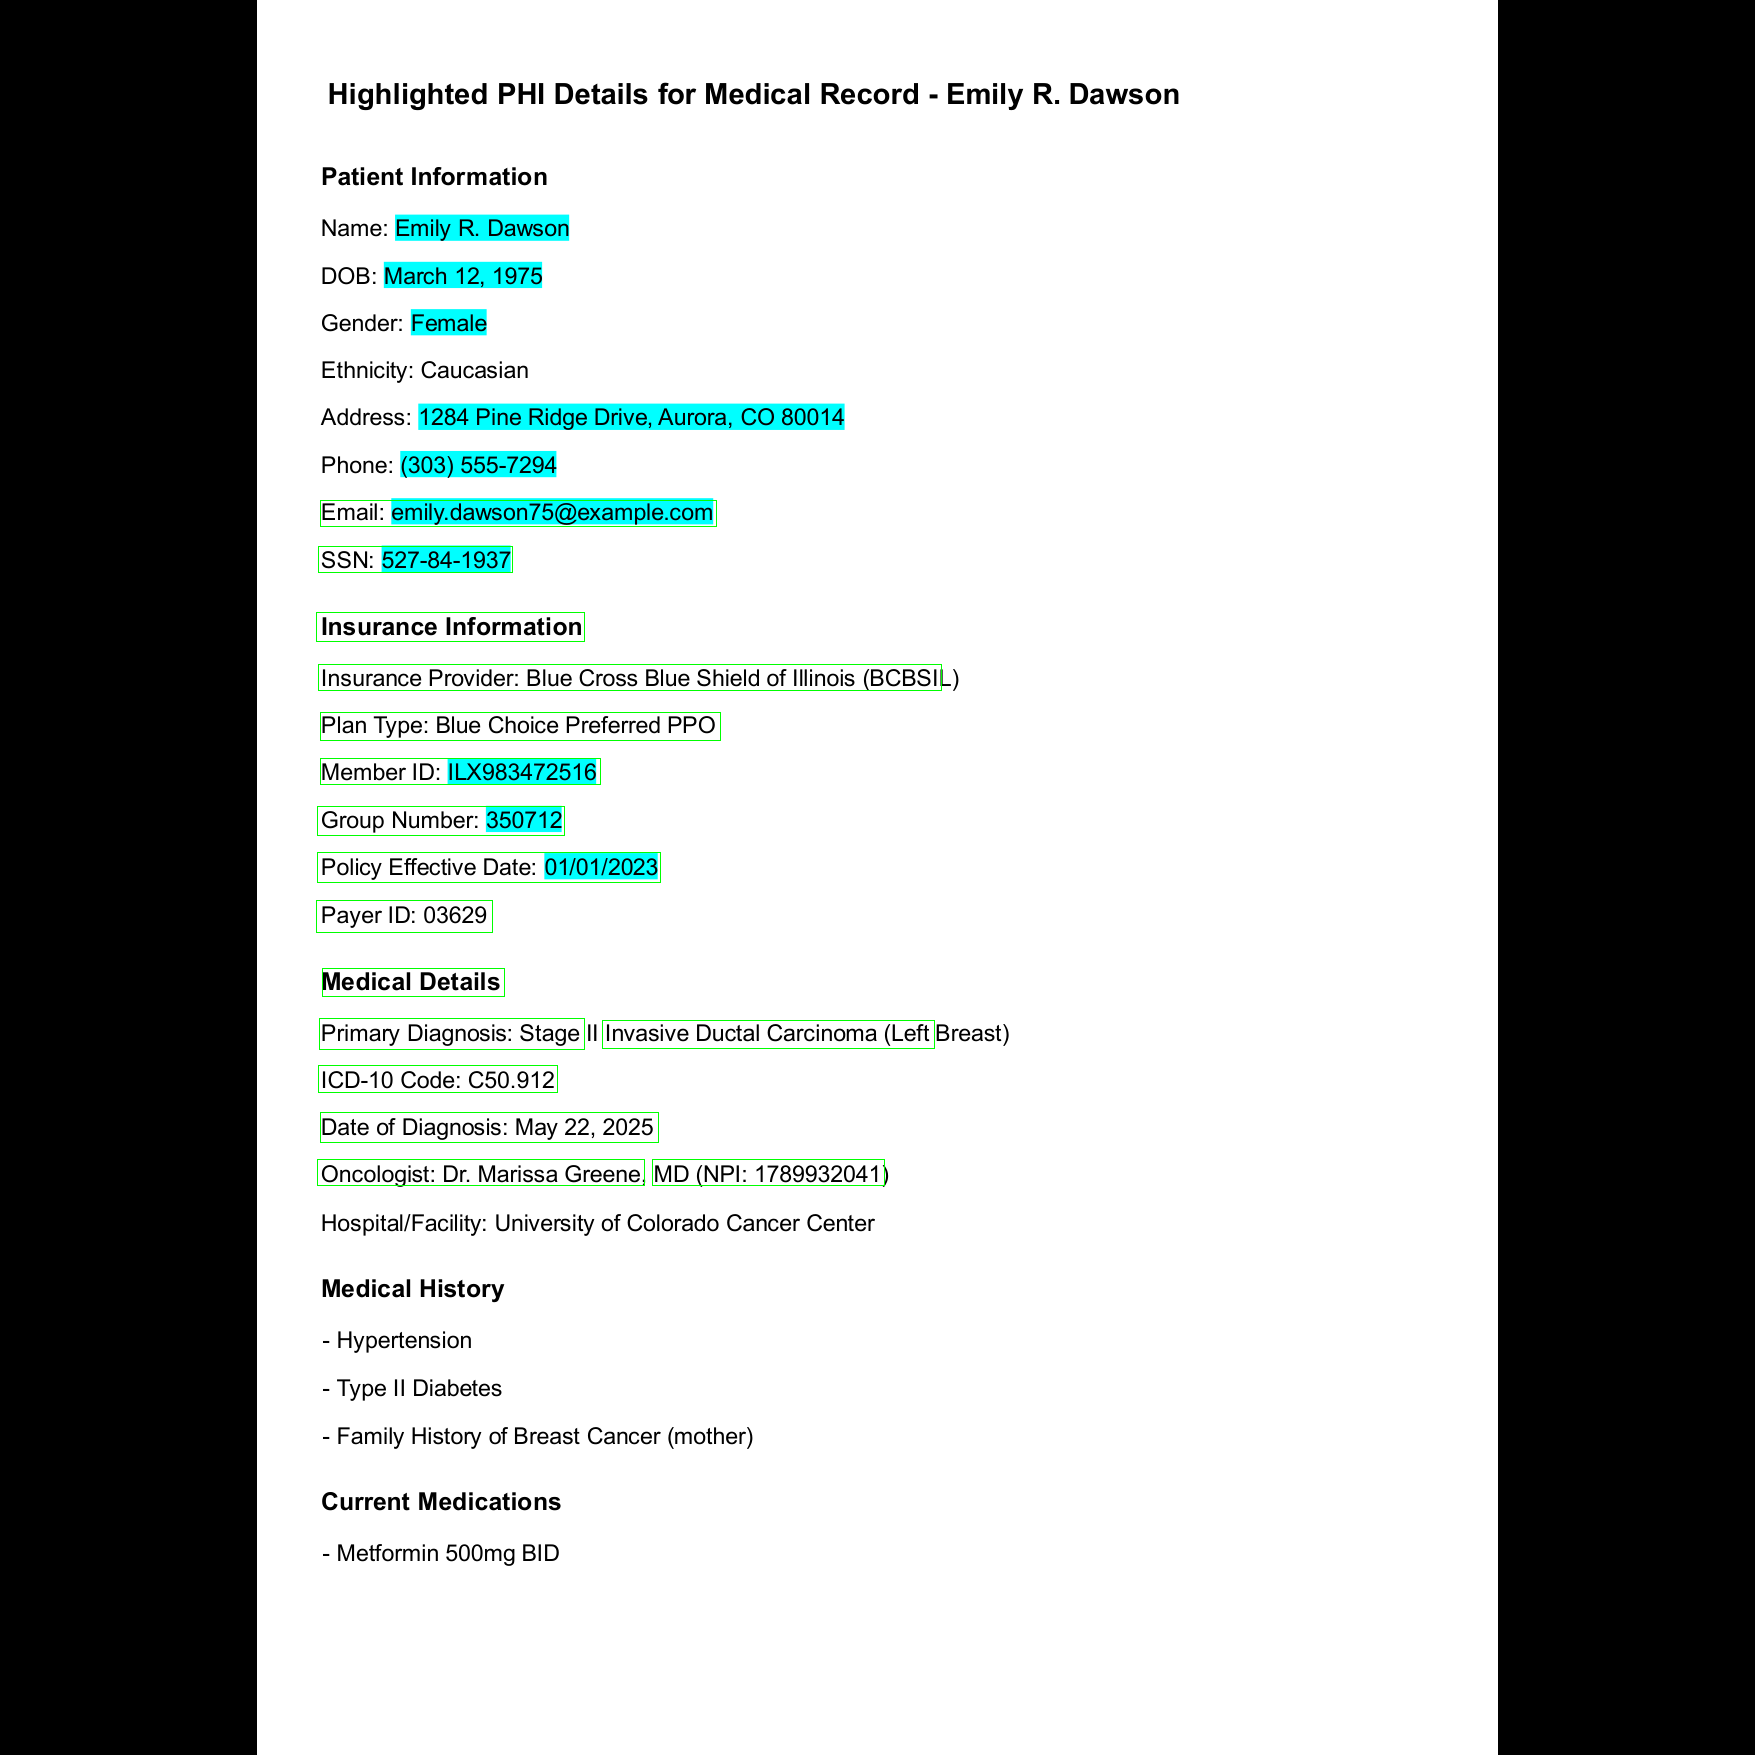 Highlighted PHI Details for Medical Record - Emily R. Dawson
Patient Information
Name: Emily R. Dawson
DOB: March 12, 1975
Gender: Female
Ethnicity: Caucasian
Address: 1284 Pine Ridge Drive, Aurora, CO 80014
Phone: (303) 555-7294
Email: emily.dawson75@example.com
SSN: 527-84-1937
Insurance Information
Insurance Provider: Blue Cross Blue Shield of Illinois (BCBSIL)
Plan Type: Blue Choice Preferred PPO
Member ID: ILX983472516
Group Number: 350712
Policy Effective Date: 01/01/2023
Payer ID: 03629
Medical Details
Primary Diagnosis: Stage II Invasive Ductal Carcinoma (Left Breast)
ICD-10 Code: C50.912
Date of Diagnosis: May 22, 2025
Oncologist: Dr. Marissa Greene, MD (NPI: 1789932041)
Hospital/Facility: University of Colorado Cancer Center
Medical History
- Hypertension
- Type II Diabetes
- Family History of Breast Cancer (mother)
Current Medications
- Metformin 500mg BID